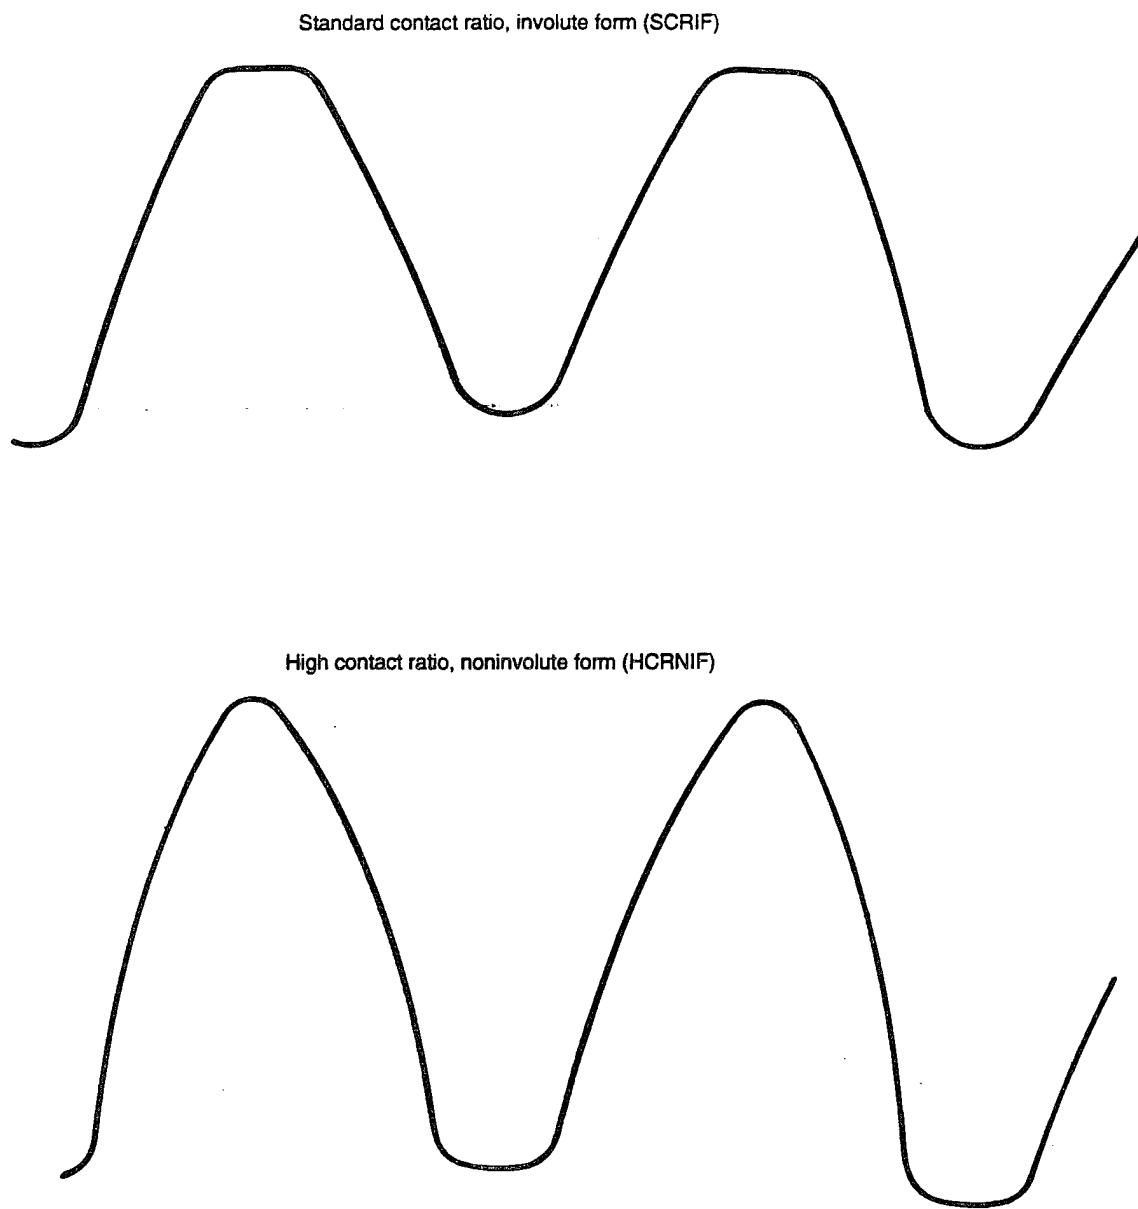 Standard contact ratio, involute form (SCRIF)
High contact ratio, noninvolute form (HCRNIF)